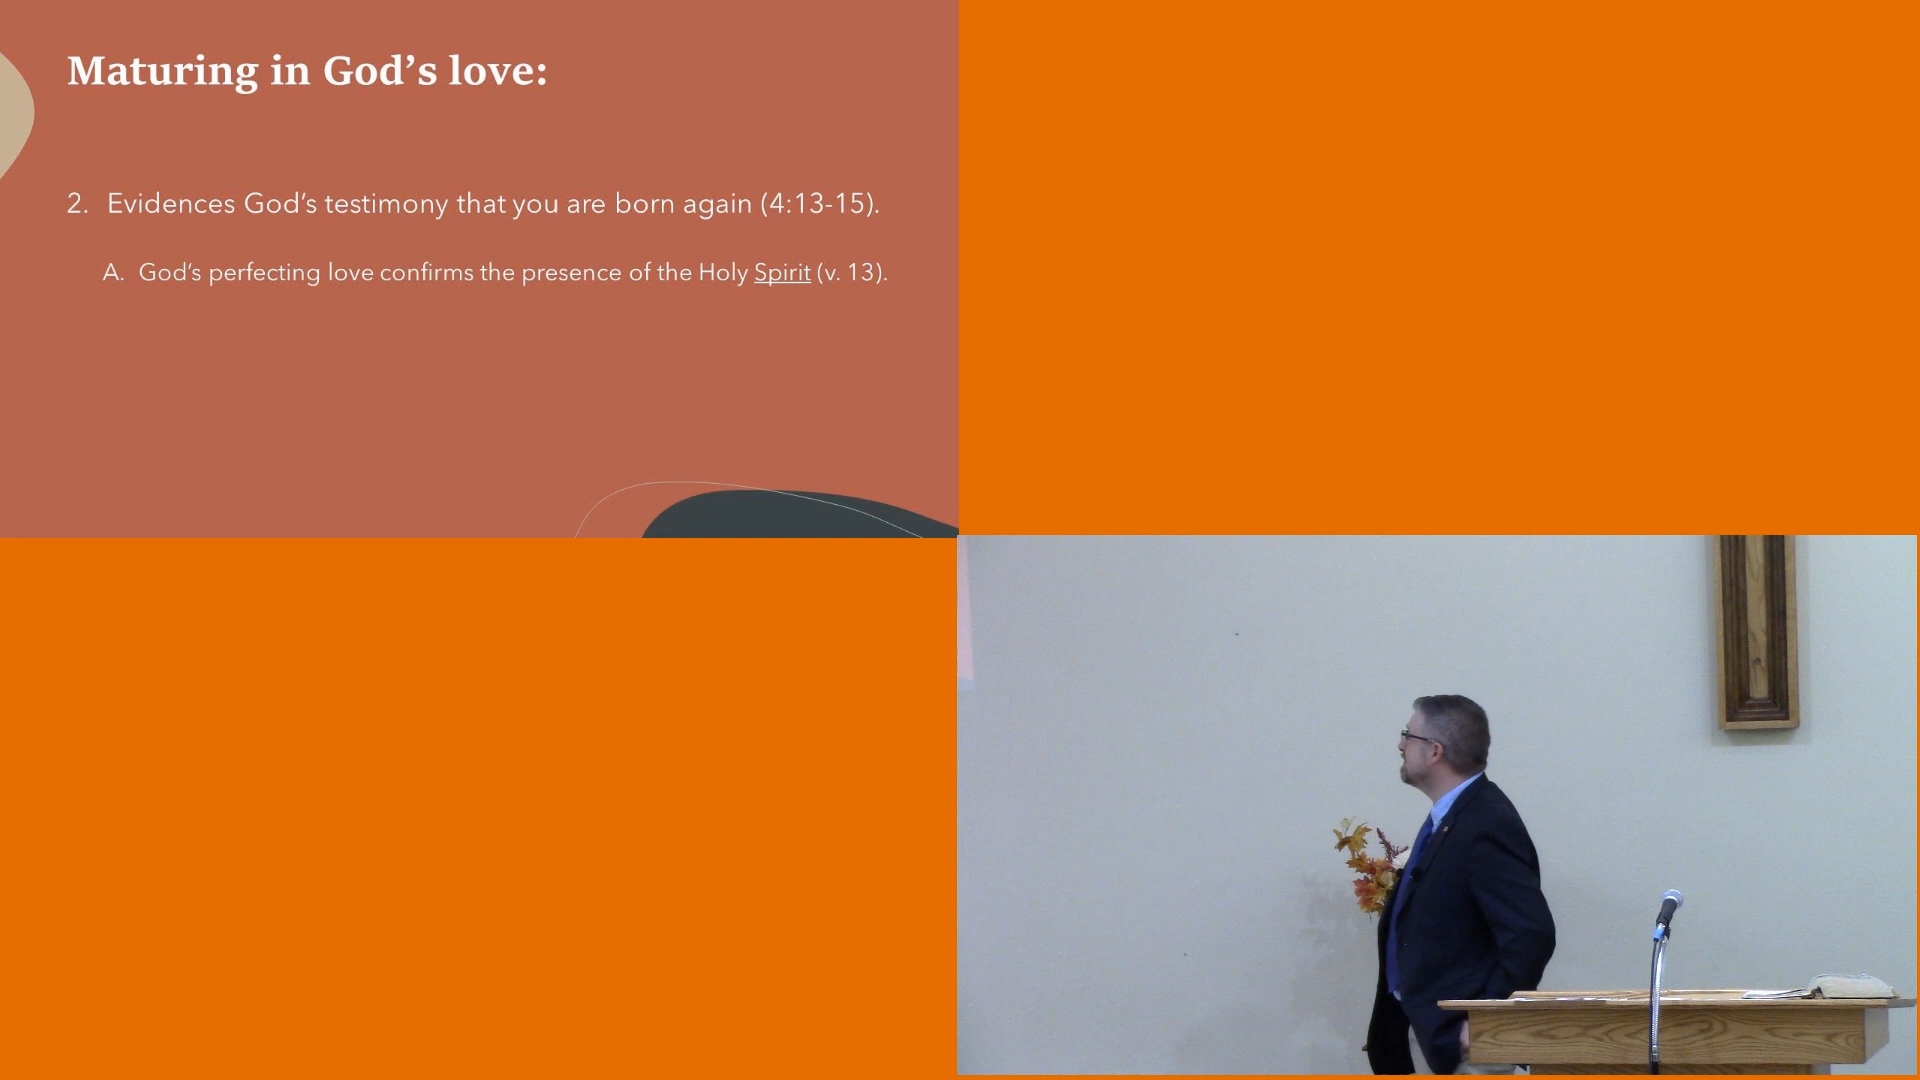 Maturing in God’s love:
2. Evidences God’s testimony that you are born again (4:13-15).
A. God’s perfecting love confirms the presence of the Holy Spirit (v. 13).